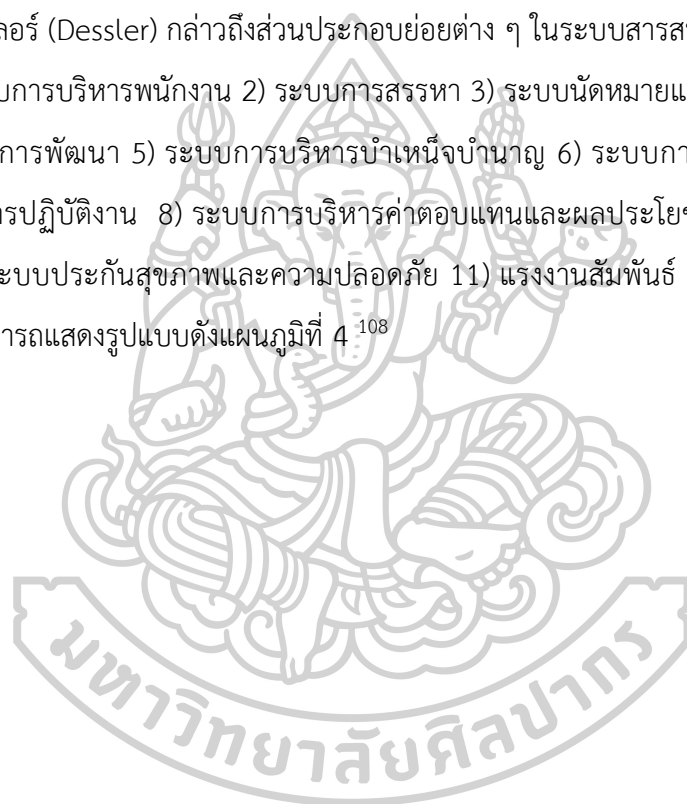 ลอร์ (Dessler) กล่าวถึงส่วนประกอบย่อยต่าง ๆ ในระบบสารส
บการบริหารพนักงาน 2) ระบบการสรรหา 3) ระบบนัดหมายแ
การพัฒนา 5) ระบบการบริหารบำเหน็จบำนาญ 6) ระบบกา
ารปฏิบัติงาน 8) ระบบการบริหารค่าตอบแทนและผลประโยช
ะบบประกันสุขภาพและความปลอดภัย 11) แรงงานสัมพันธ์
ารถแสดงรูปแบบดังแผนภูมิที่ 4 108
มหาวิทยาลัยศิลปากร